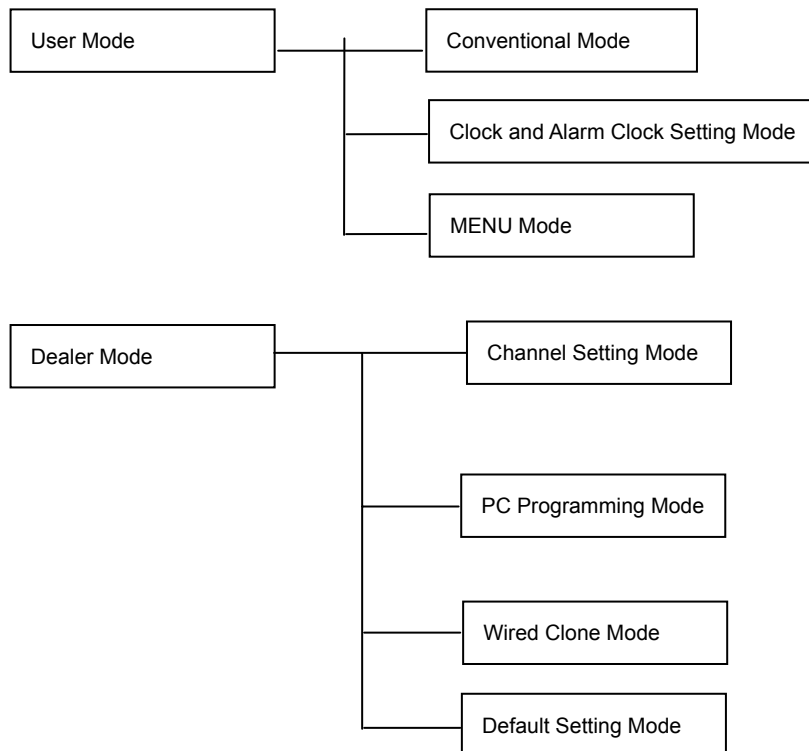 User Mode
Conventional Mode
Clock and Alarm Clock Setting Mode
MENU Mode
Dealer Mode
Channel Setting Mode
PC Programming Mode
Wired Clone Mode
Default Setting Mode